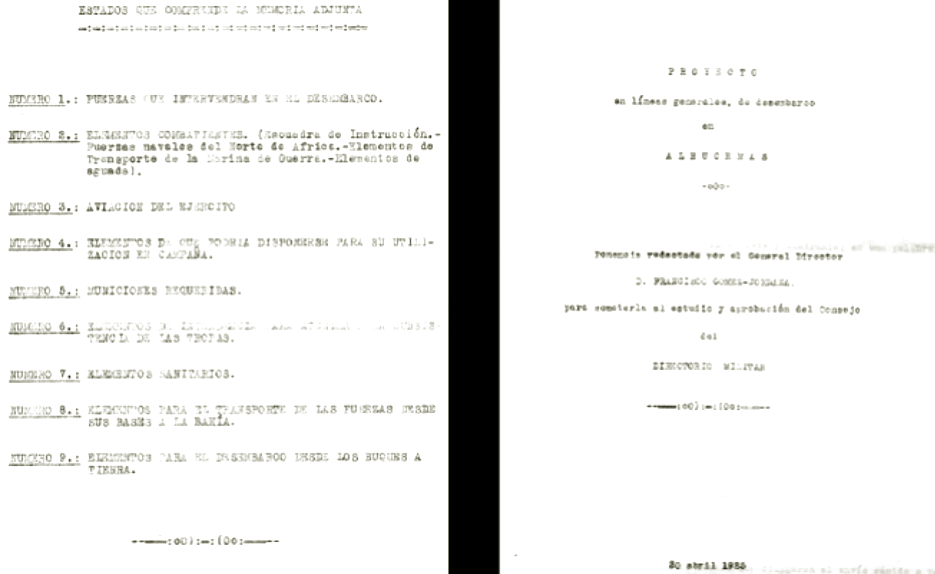 ESTADOS QUE COMPRENDE LA MEMORIA ADJUNTA
NUMERO 1.: FUERZAS QUE INTERVENDRAN EN EL DESEMBARCO.
NUMERO 2.: ELEMENTOS COMBATIENTES. (Escuadra de Instrucción.-
Fuerzas navales del Norte de Africa.-Elementos de
Transporte de la Marina de Guerra.-Elementos de
aguada).
NUMERO 3.: AVIACION DEL EJERCITO
NUMERO 4.: ELEMENTOS DE QUE PODRIA DISPONERSE PARA SU UTILI-
ZACION EN CAMPAÑA.
NUMERO 5.: MUNICIONES REQUERIDAS.
NUMERO 6.: ELEMENTOS DE
TENCIA DE LAS TROPAS.
NUMERO 7.: ELEMENTOS SANITARIOS.
NUMERO 8.: ELEMENTOS PARA EL TRANSPORTE DE LAS FUERZAS DESDE
SUS BASES A LA BAHIA.
NUMERO 9.: ELEMENTOS PARA EL DESEMBARCO DESDE LOS BUQUES A
TIERRA.
-----:oO):-:(Oo:-----
PROYECTO
en líneas generales, de desembarco
en
ALHUCEMAS
-oOo-
Ponencia redactada por el General Director
D. FRANCISCO GOMEZ-JORDANA.
para someterla al estudio y aprobación del Consejo
del
DIRECTORIO MILITAR
-----:oO):-:(Oo:-----
30 abril 1925